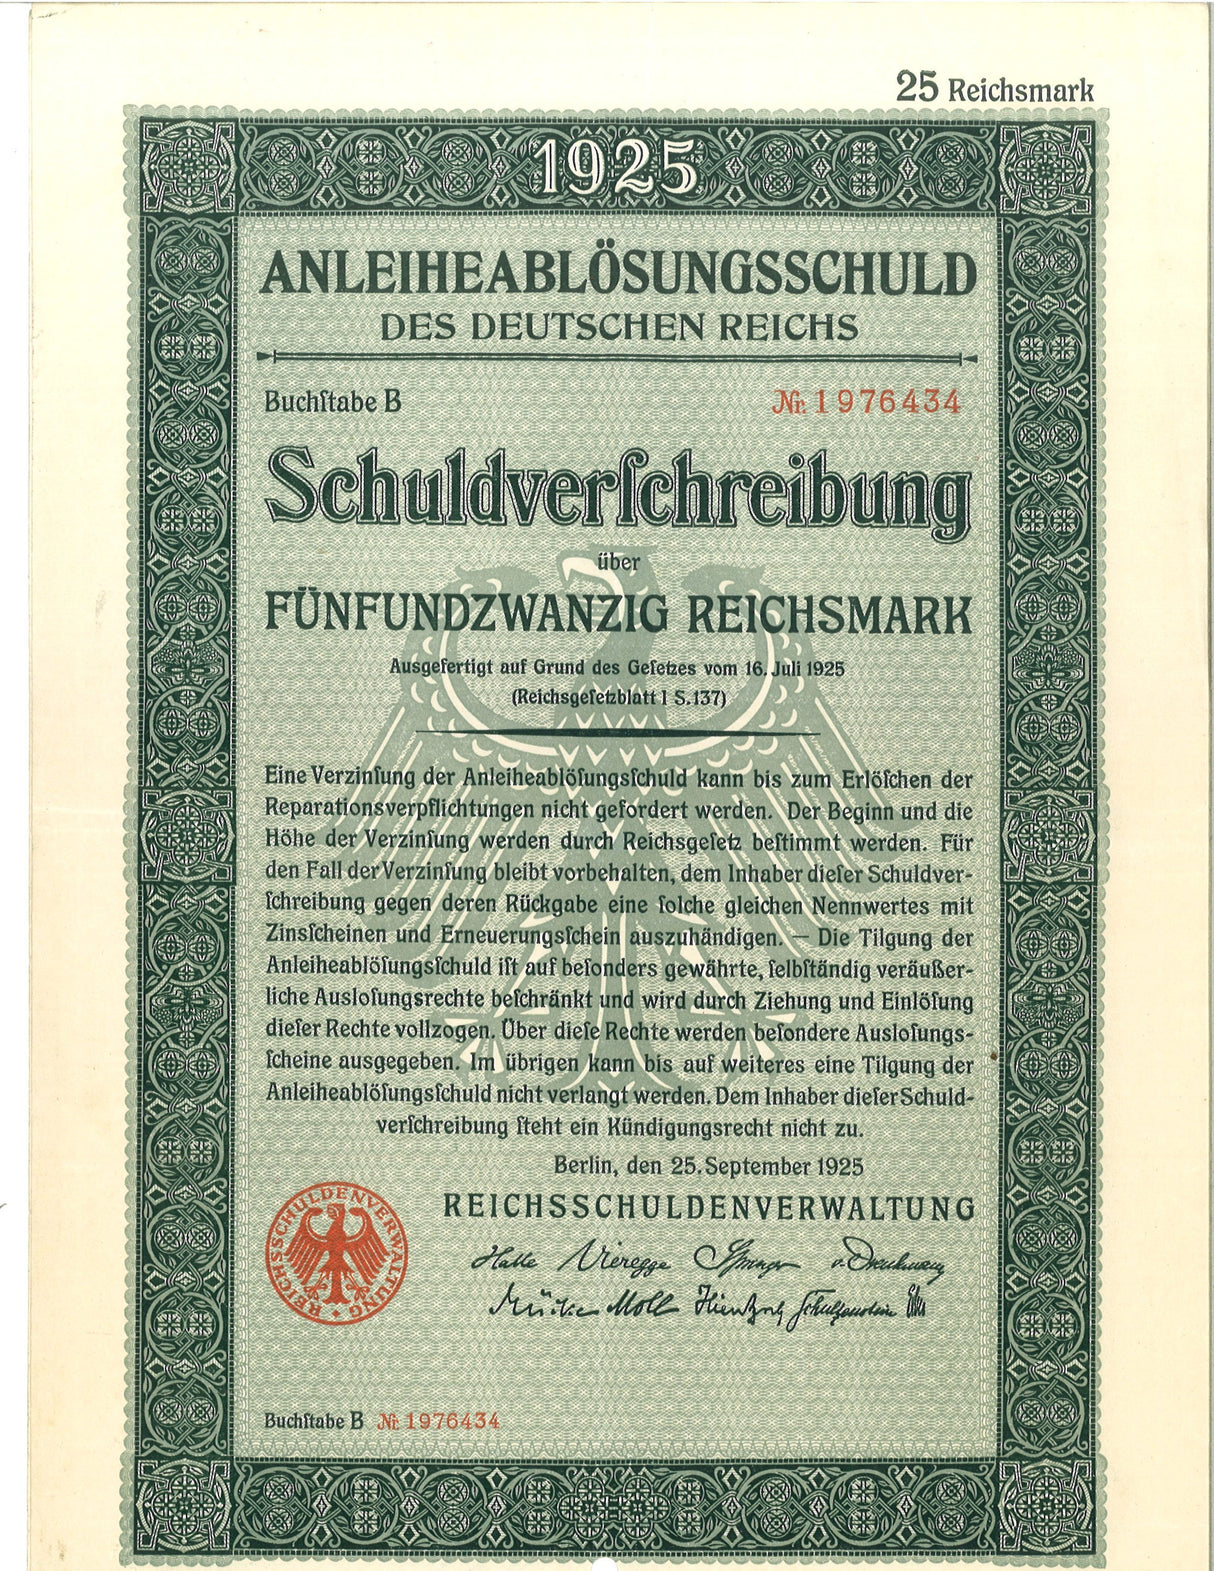 25 Reichsmark
1925
ANLEIHEABLÖSUNGSSCHULD
DES DEUTSCHEN REICHS
Buchſtabe B Nr. 1976434
Schuldverſchreibung
über
FÜNFUNDZWANZIG REICHSMARK
Ausgefertigt auf Grund des Geſetzes vom 16. Juli 1925
(Reichsgeſetzblatt I S. 137)
Eine Verzinſung der Anleiheablöſungsſchuld kann bis zum Erlöſchen der
Reparationsverpflichtungen nicht gefordert werden. Der Beginn und die
Höhe der Verzinſung werden durch Reichsgeſetz beſtimmt werden. Für
den Fall der Verzinſung bleibt vorbehalten, dem Inhaber dieſer Schuldver-
ſchreibung gegen deren Rückgabe eine ſolche gleichen Nennwertes mit
Zinsſcheinen und Erneuerungsſchein auszuhändigen. — Die Tilgung der
Anleiheablöſungsſchuld iſt auf beſonders gewährte, ſelbſtändig veräußer-
liche Ausloſungsrechte beſchränkt und wird durch Ziehung und Einlöſung
dieſer Rechte vollzogen. Über dieſe Rechte werden beſondere Ausloſungs-
ſcheine ausgegeben. Im übrigen kann bis auf weiteres eine Tilgung der
Anleiheablöſungsſchuld nicht verlangt werden. Dem Inhaber dieſer Schuld-
verſchreibung ſteht ein Kündigungsrecht nicht zu.
Berlin, den 25. September 1925
REICHSSCHULDENVERWALTUNG
REICHSSCHULDENVERWALTUNG
Halle Vieregge Springer
Mücke Moll
Buchſtabe B Nr. 1976434